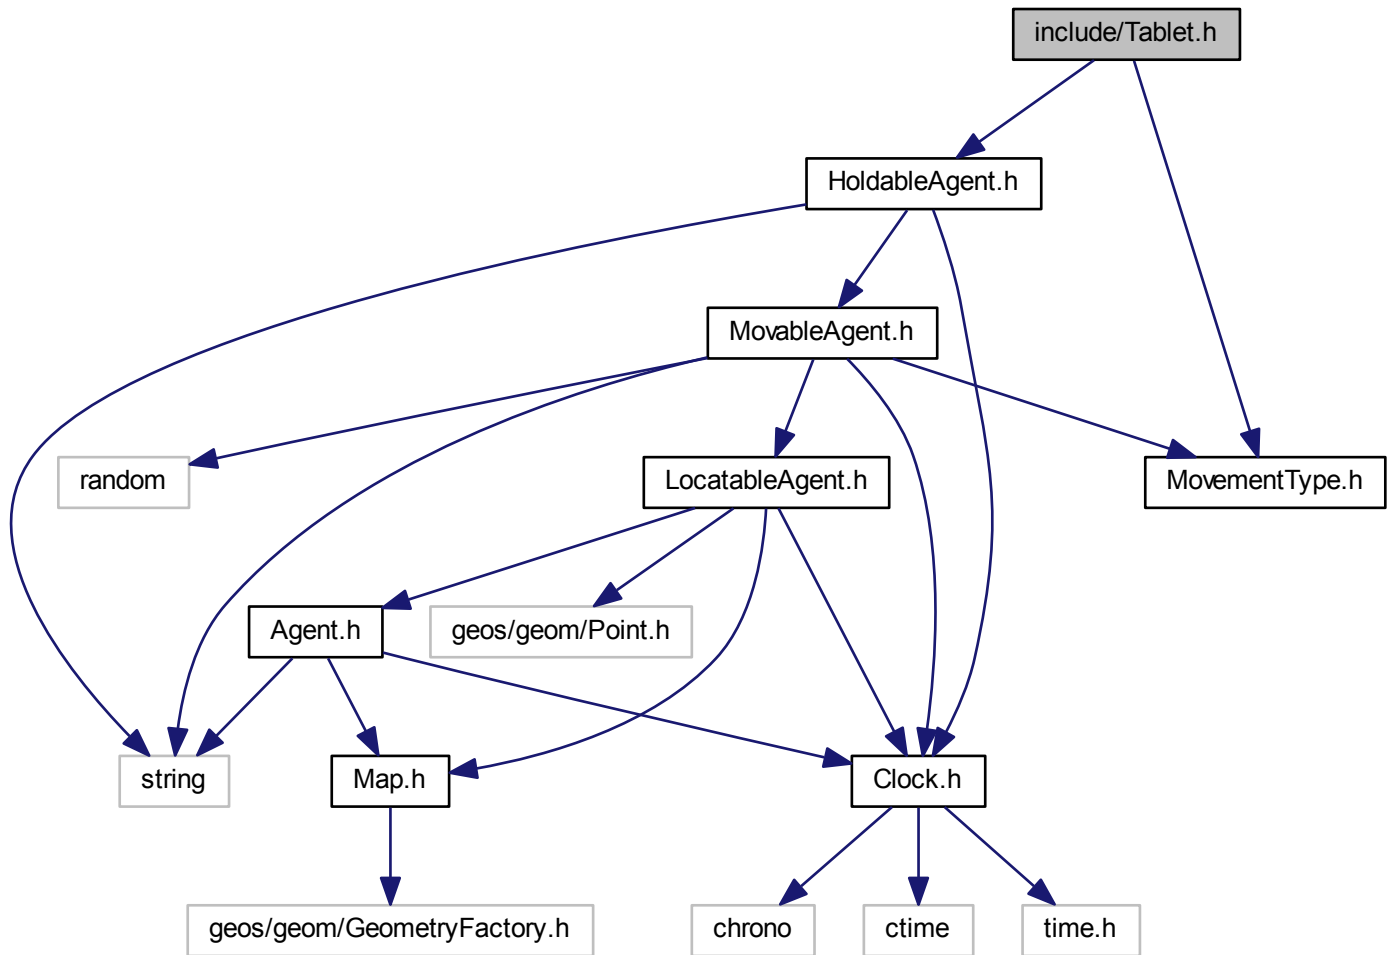 include/Tablet.h
HoldableAgent.h
MovableAgent.h
random
LocatableAgent.h
MovementType.h
Agent.h
geos/geom/Point.h
string
Map.h
Clock.h
geos/geom/GeometryFactory.h
chrono
ctime
time.h